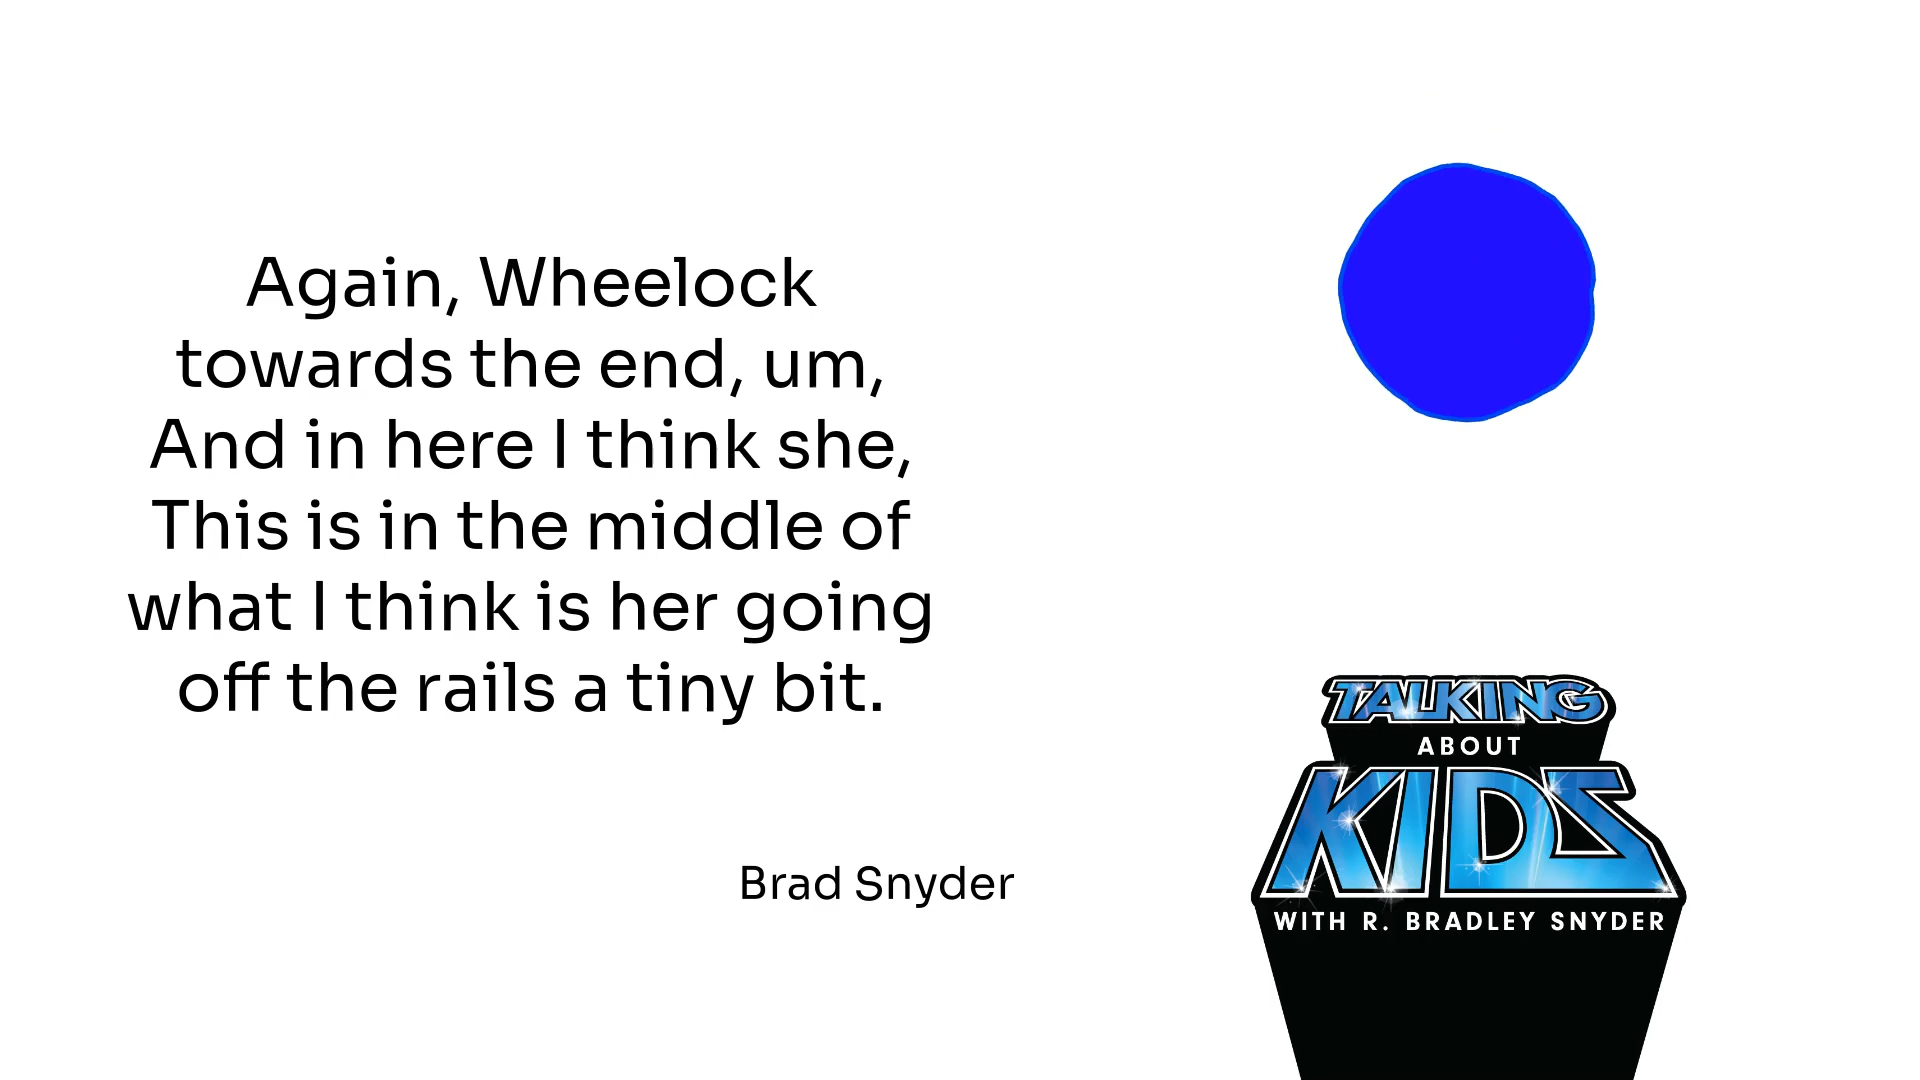 Again, Wheelock
towards the end, um,
And in here I think she,
This is in the middle of
what I think is her going
off the rails a tiny bit.
Brad Snyder
TALKING
ABOUT
KIDS
WITH R. BRADLEY SNYDER